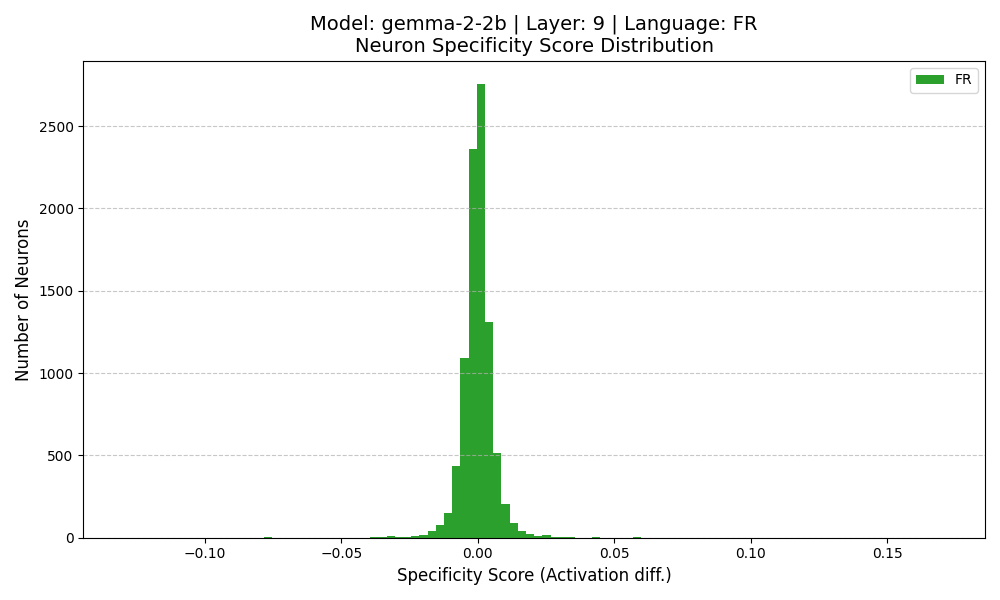 Model: gemma-2-2b | Layer: 9 | Language: FR
Neuron Specificity Score Distribution
FR
Number of Neurons
2500
2000
1500
1000
500
0
−0.10
−0.05
0.00
0.05
0.10
0.15
Specificity Score (Activation diff.)